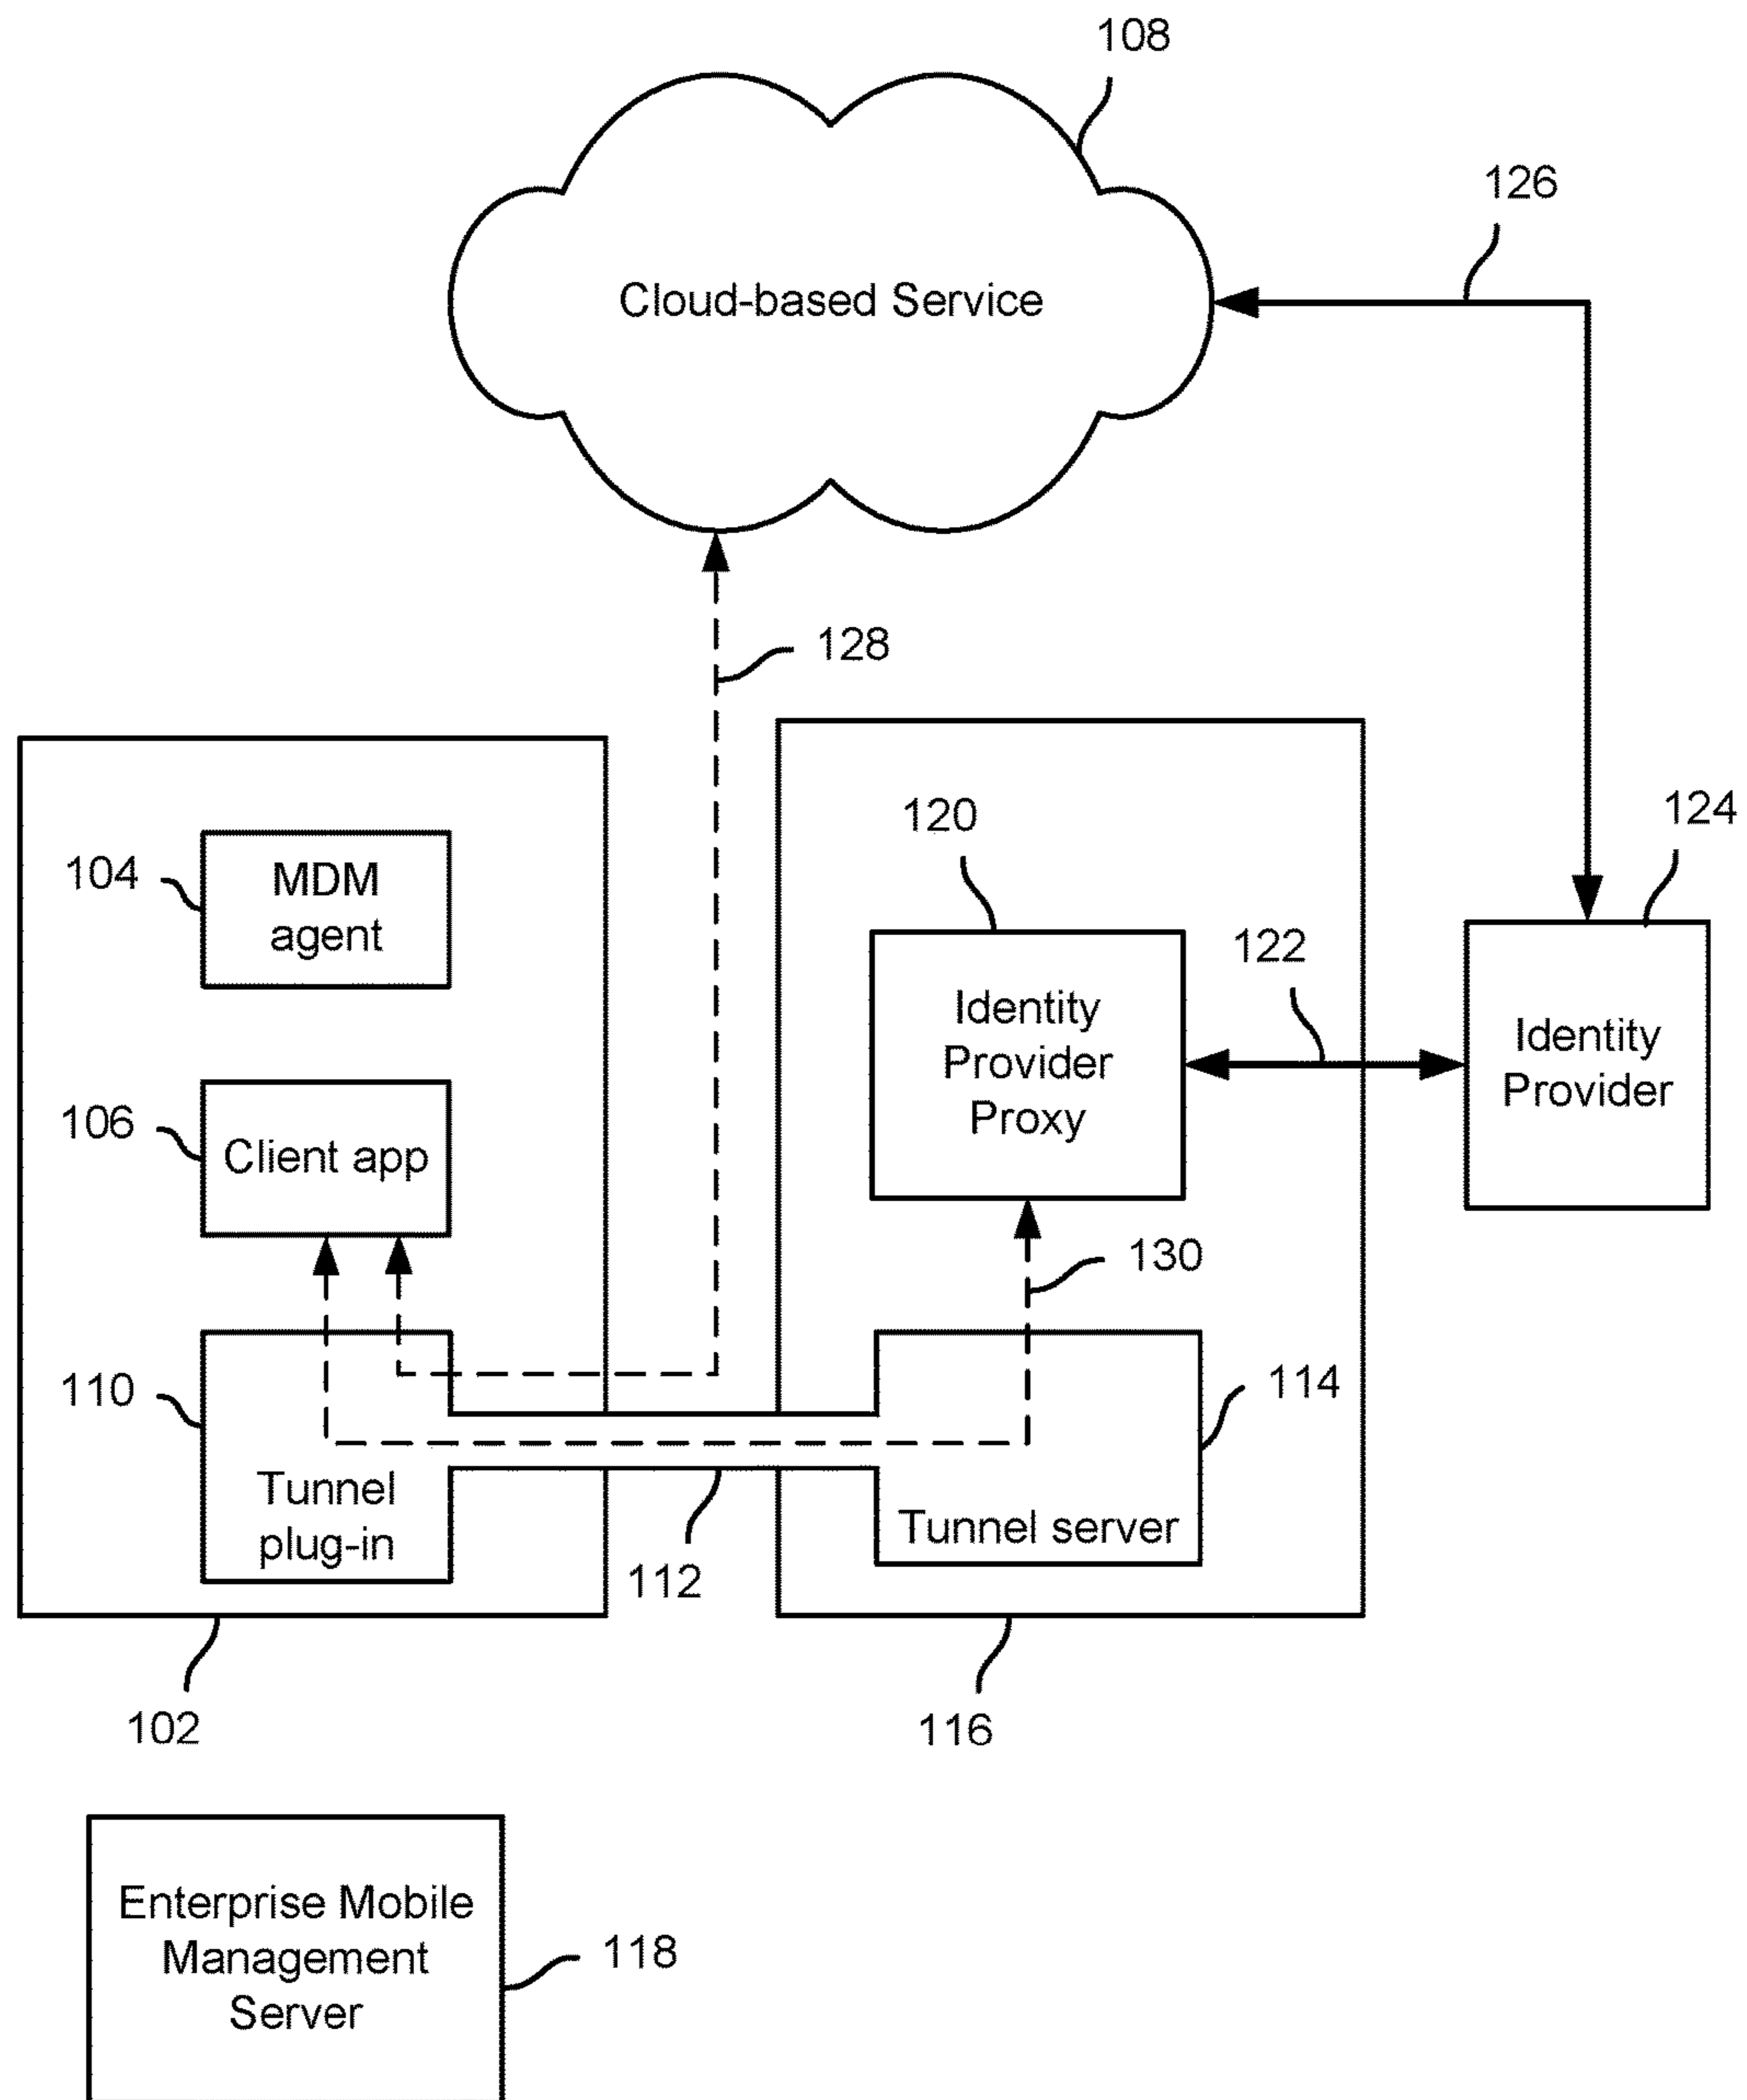 108
126
Cloud-based Service
128
124
120
104
MDM
agent
122
Identity
Provider
Proxy
Identity
Provider
106
Client app
130
110
114
Tunnel
plug-in
Tunnel server
112
102
116
Enterprise Mobile
Management
Server
118